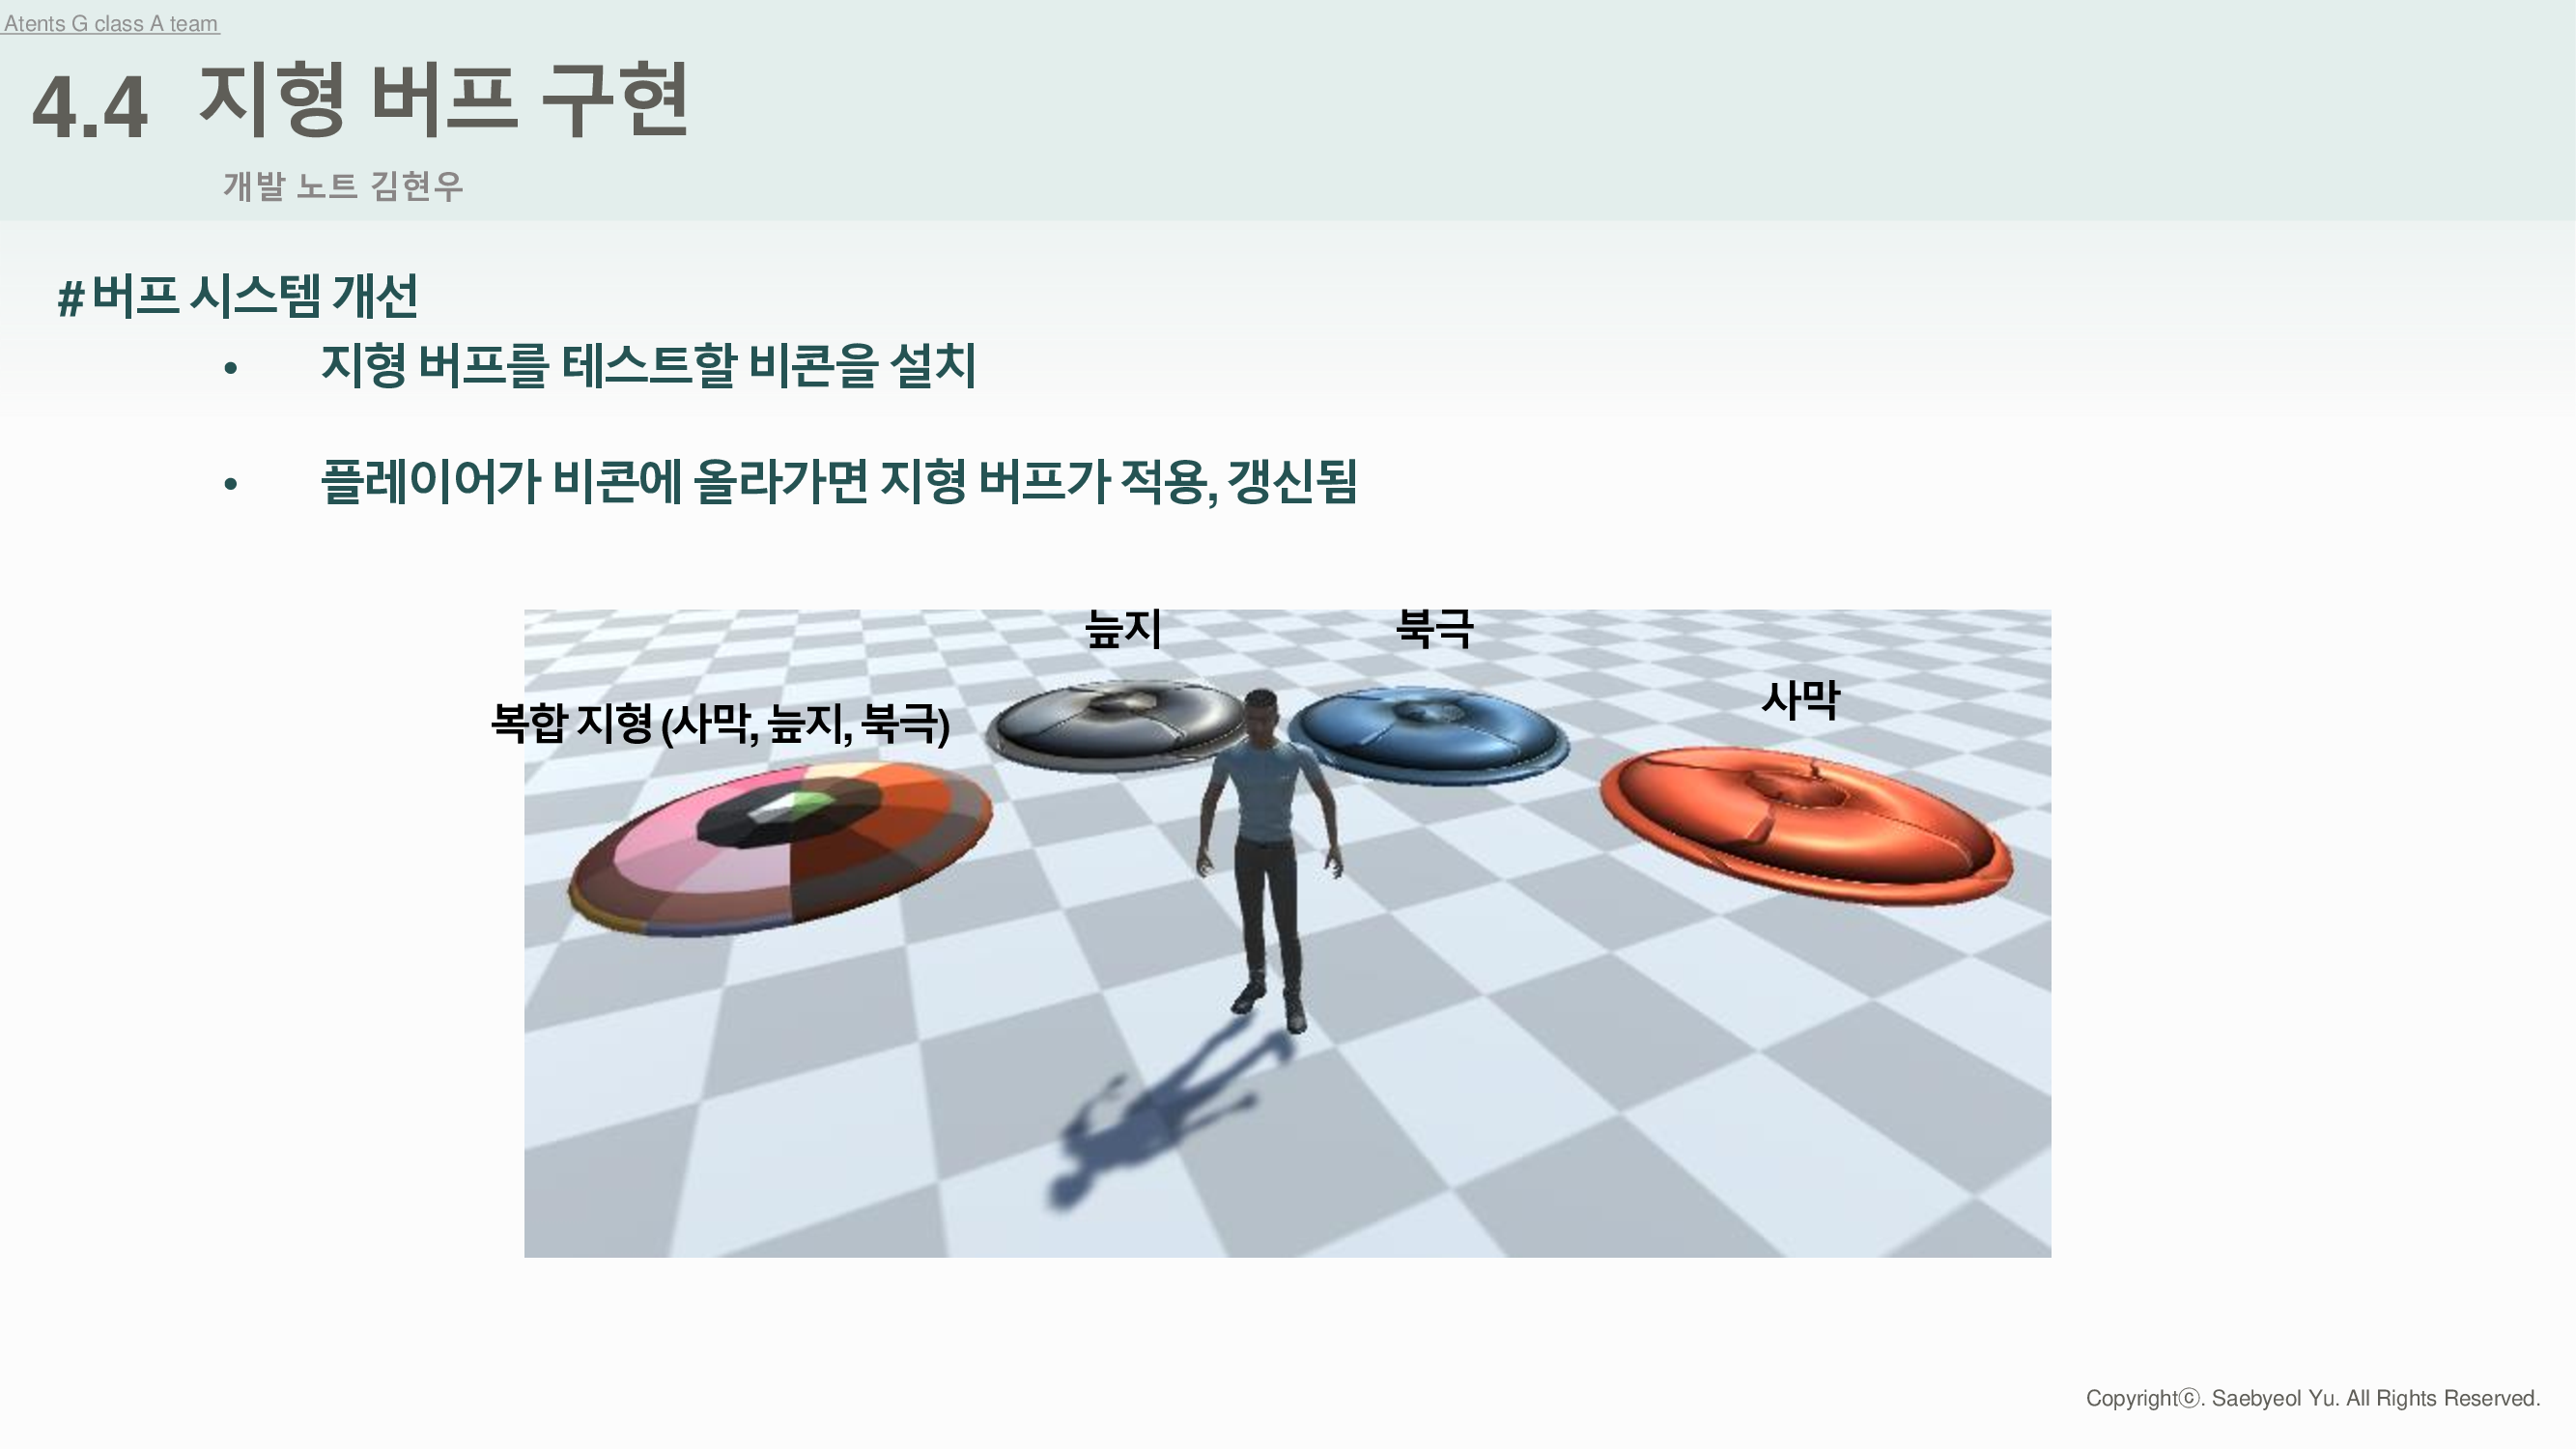 Atents G class A team
4.4 지형 버프 구현
개발 노트 김현우
#버프 시스템 개선
• 지형 버프를 테스트할 비콘을 설치
• 플레이어가 비콘에 올라가면 지형 버프가 적용, 갱신됨
늪지
북극
사막
복합 지형 (사막, 늪지, 북극)
Copyrightⓒ. Saebyeol Yu. All Rights Reserved.